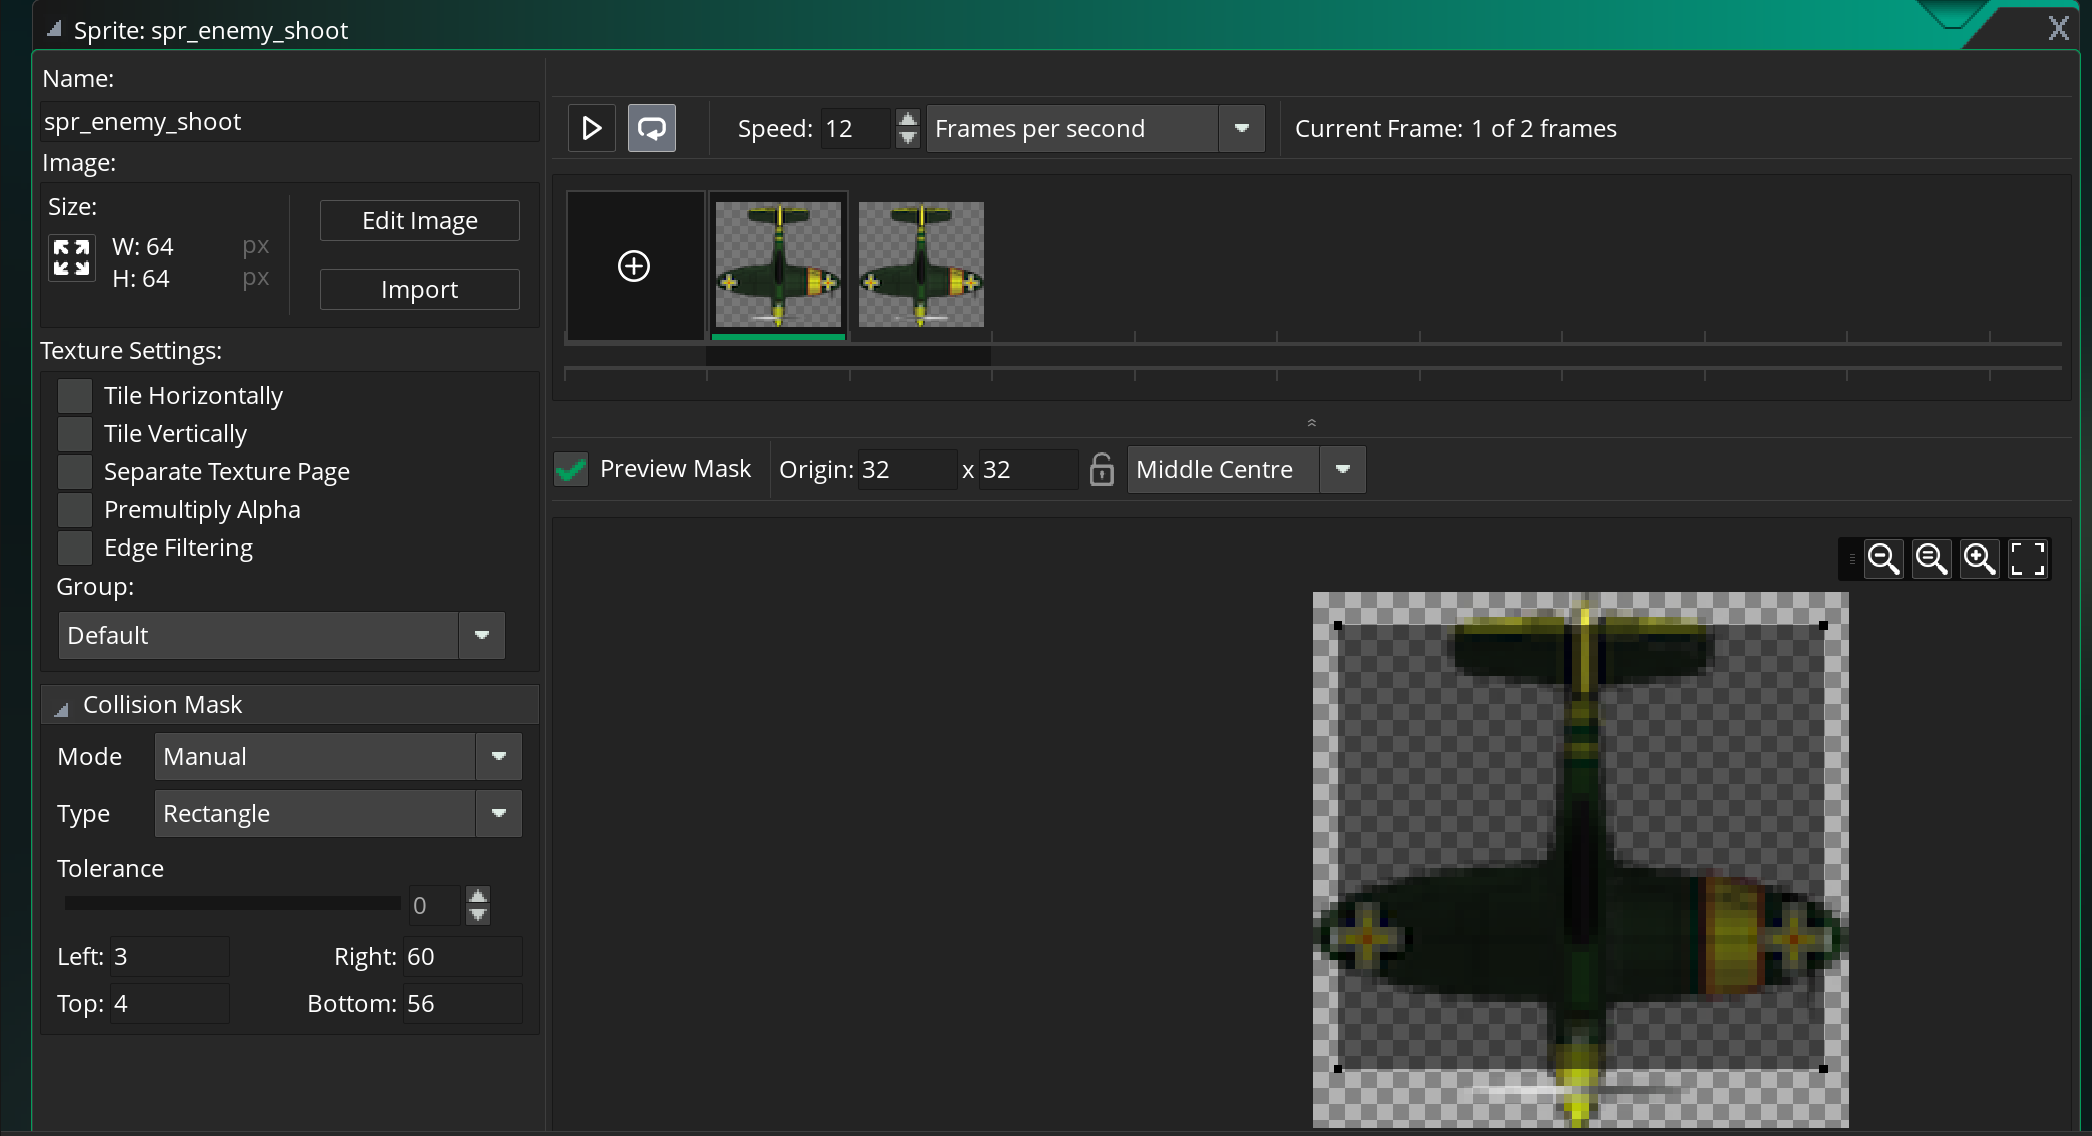 Sprite: spr_enemy_shoot
X
Name:
spr_enemy_shoot
Image:
Size:
W: 64 px
H: 64 px
Edit Image
Import
Texture Settings:
Tile Horizontally
Tile Vertically
Separate Texture Page
Premultiply Alpha
Edge Filtering
Group:
Default
Collision Mask
Mode Manual
Type Rectangle
Tolerance
0
Left: 3 Right: 60
Top: 4 Bottom: 56
Speed: 12 Frames per second Current Frame: 1 of 2 frames
Preview Mask Origin: 32 x 32 Middle Centre